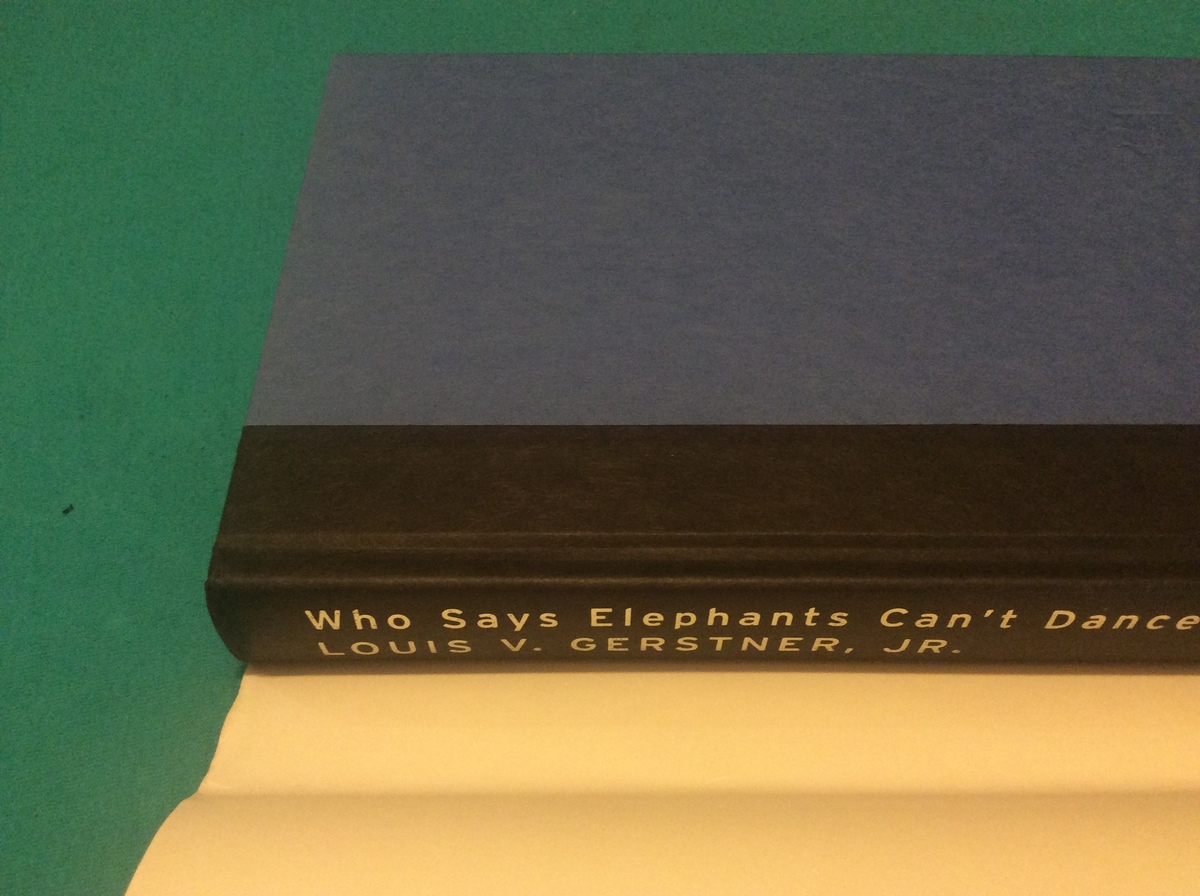 Who Says Elephants Can't Dance
LOUIS V. GERSTNER, JR.